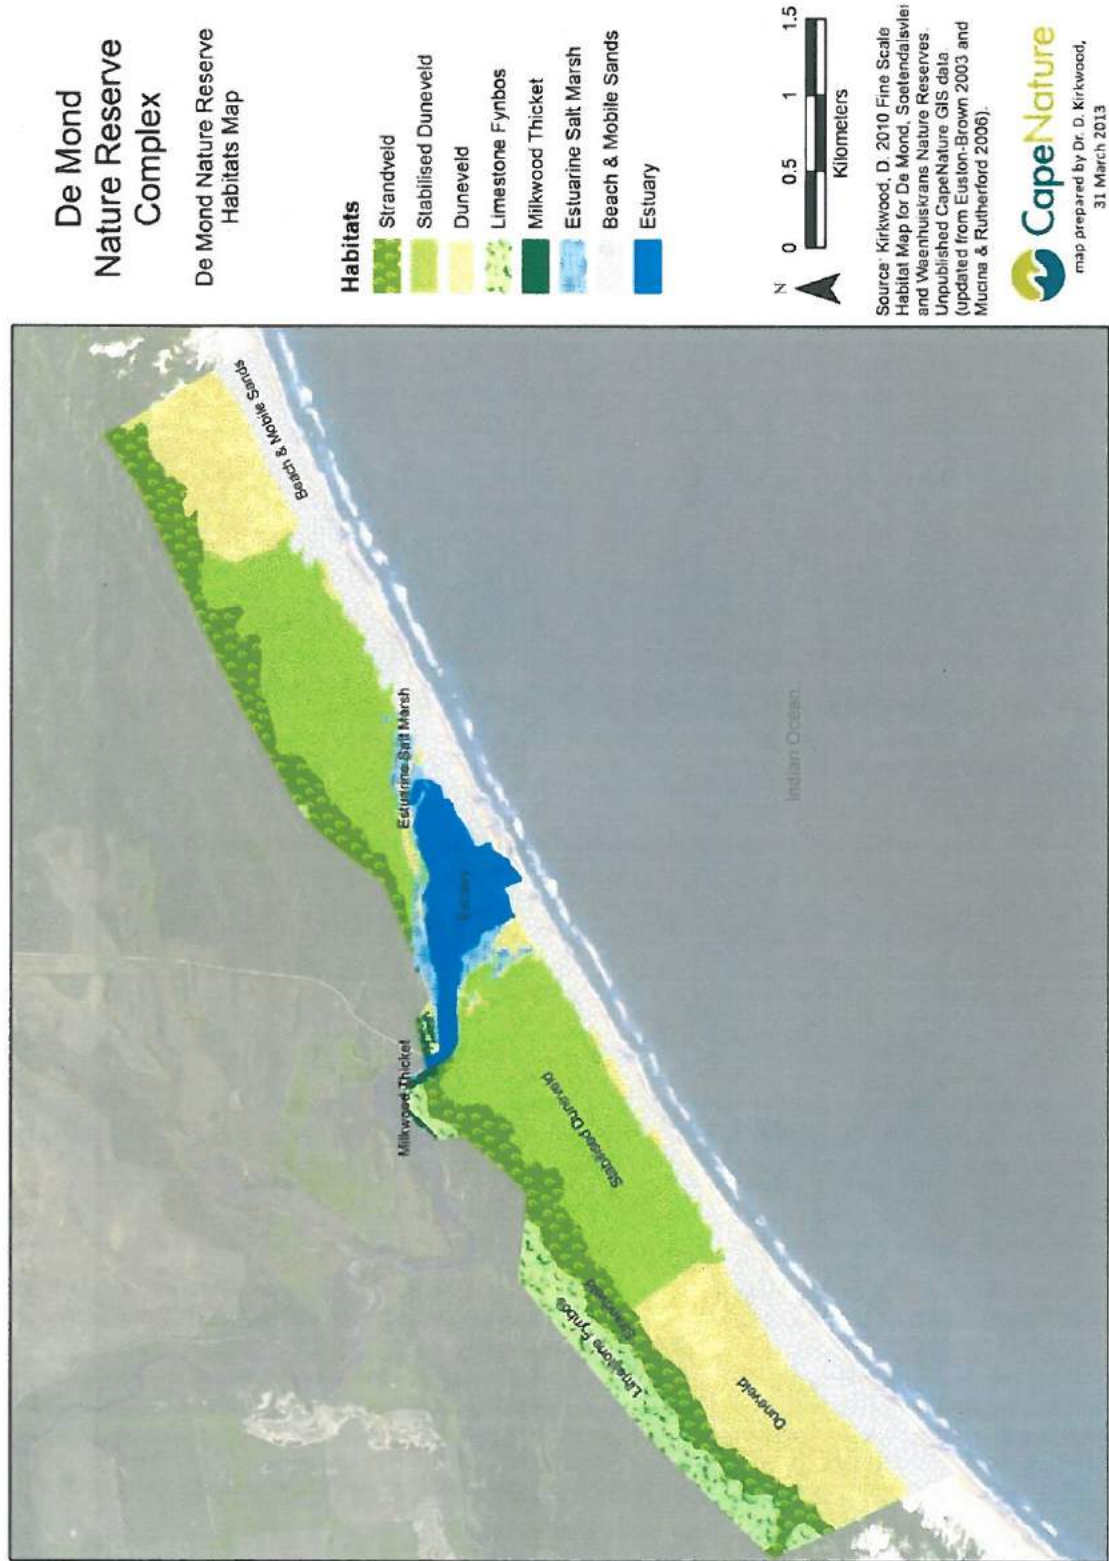 De Mond
Nature Reserve
Complex
De Mond Nature Reserve
Habitats Map
Habitats
Strandveld
Stabilised Duneveld
Duneveld
Limestone Fynbos
Milkwood Thicket
Estuarine Salt Marsh
Beach & Mobile Sands
Estuary
N
0 0.5 1 1.5
Kilometers
Source: Kirkwood, D. 2010 Fine Scale
Habitat Map for De Mond, Soetendalsvlei
and Waenhuiskrans Nature Reserves.
Unpublished CapeNature GIS data
(updated from Euston-Brown 2003 and
Mucina & Rutherford 2006).
CapeNature
map prepared by Dr. D. Kirkwood,
31 March 2013
Beach & Mobile Sands
Estuarine Salt Marsh
Estuary
Milkwood Thicket
Stabilised Duneveld
Strandveld
Limestone Fynbos
Duneveld
Indian Ocean